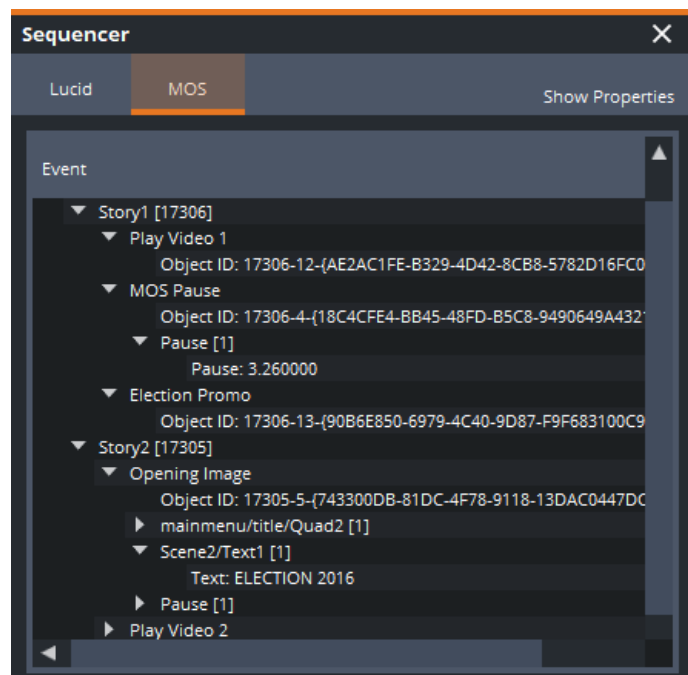 Sequencer
Lucid MOS Show Properties
Event
Story1 [17306]
Play Video 1
Object ID: 17306-12-{AE2AC1FE-B329-4D42-8CB8-5782D16FC0
MOS Pause
Object ID: 17306-4-{18C4CFE4-BB45-48FD-B5C8-9490649A432
Pause [1]
Pause: 3.260000
Election Promo
Object ID: 17306-13-{90B6E850-6979-4C40-9D87-F9F683100C9
Story2 [17305]
Opening Image
Object ID: 17305-5-{743300DB-81DC-4F78-9118-13DAC0447DC
mainmenu/title/Quad2 [1]
Scene2/Text1 [1]
Text: ELECTION 2016
Pause [1]
Play Video 2